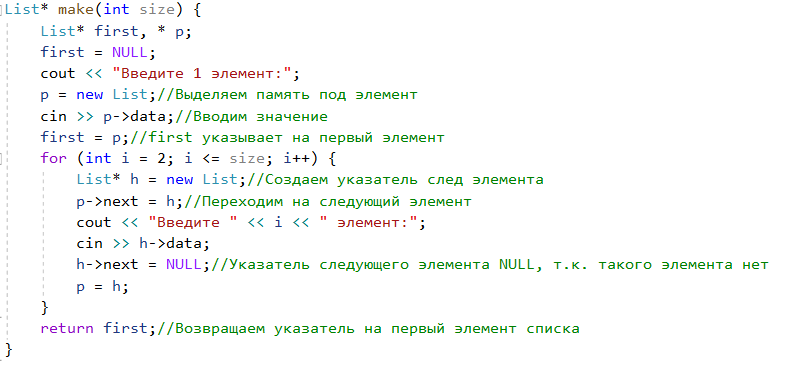 List* make(int size) {
    List* first, * p;
    first = NULL;
    cout << "Введите 1 элемент:";
    p = new List;//Выделяем память под элемент
    cin >> p->data;//Вводим значение
    first = p;//first указывает на первый элемент
    for (int i = 2; i <= size; i++) {
        List* h = new List;//Создаем указатель след элемента
        p->next = h;//Переходим на следующий элемент
        cout << "Введите " << i << " элемент:";
        cin >> h->data;
        h->next = NULL;//Указатель следующего элемента NULL, т.к. такого элемента нет
        p = h;
    }
    return first;//Возвращаем указатель на первый элемент списка
}